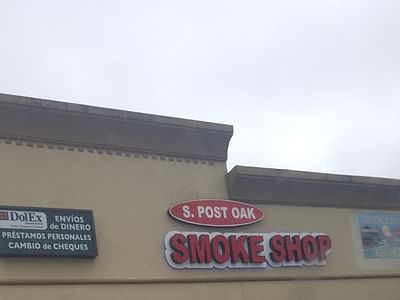 DolEx
ENVÍOS
de DINERO
PRÉSTAMOS PERSONALES
CAMBIO de CHEQUES
S. POST OAK
SMOKE SHOP